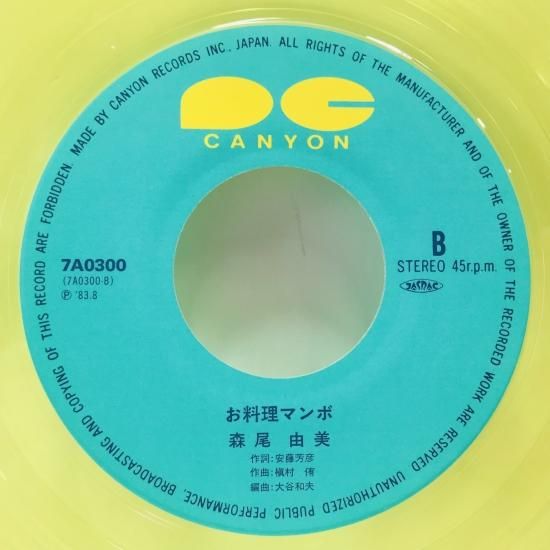 MADE BY CANYON RECORDS INC., JAPAN. ALL RIGHTS OF THE MANUFACTURER AND OF THE OWNER OF THE RECORDED WORK ARE RESERVED UNAUTHORIZED PUBLIC PERFORMANCE, BROADCASTING AND COPYING OF THIS RECORD ARE FORBIDDEN.
CANYON
7A0300
(7A0300-B)
Ⓟ '83.8
B
STEREO 45r.p.m.
JASRAC
お料理マンボ
森尾 由美
作詞:安藤芳彦
作曲:槇村 侑
編曲:大谷和夫